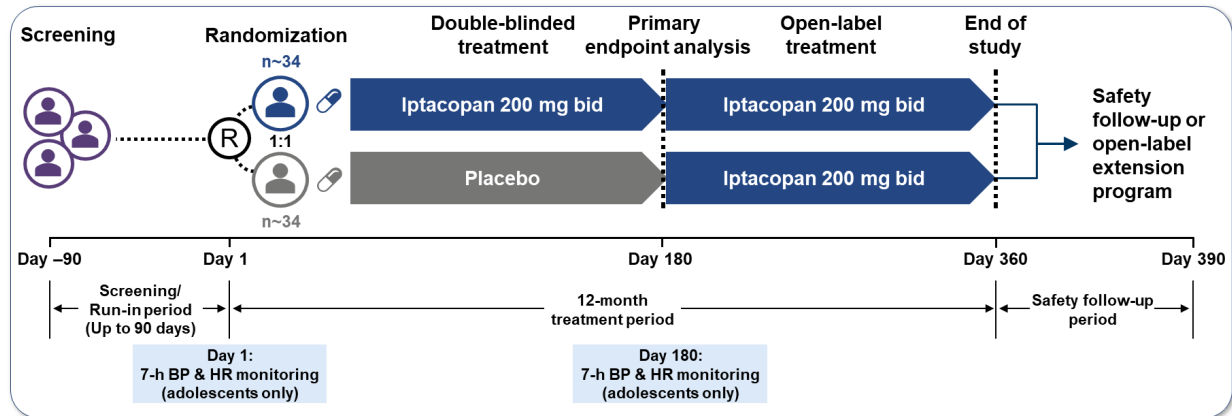 Screening
Randomization
Double-blinded
treatment
Primary
endpoint analysis
Open-label
treatment
End of
study
n~34
Iptacopan 200 mg bid
Iptacopan 200 mg bid
R
1:1
Placebo
Iptacopan 200 mg bid
n~34
Safety
follow-up or
open-label
extension
program
Day –90
Day 1
Day 180
Day 360
Day 390
Screening/
Run-in period
(Up to 90 days)
12-month
treatment period
Safety follow-up
period
Day 1:
7-h BP & HR monitoring
(adolescents only)
Day 180:
7-h BP & HR monitoring
(adolescents only)